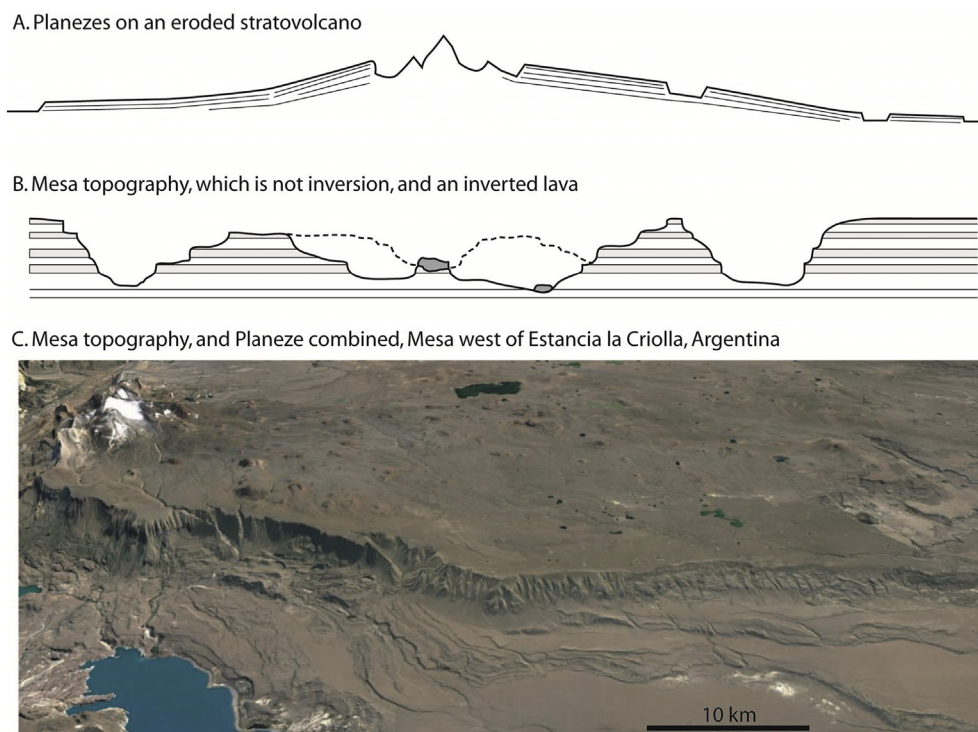 A. Planezes on an eroded stratovolcano
B. Mesa topography, which is not inversion, and an inverted lava
C. Mesa topography, and Planeze combined, Mesa west of Estancia la Criolla, Argentina
10 km